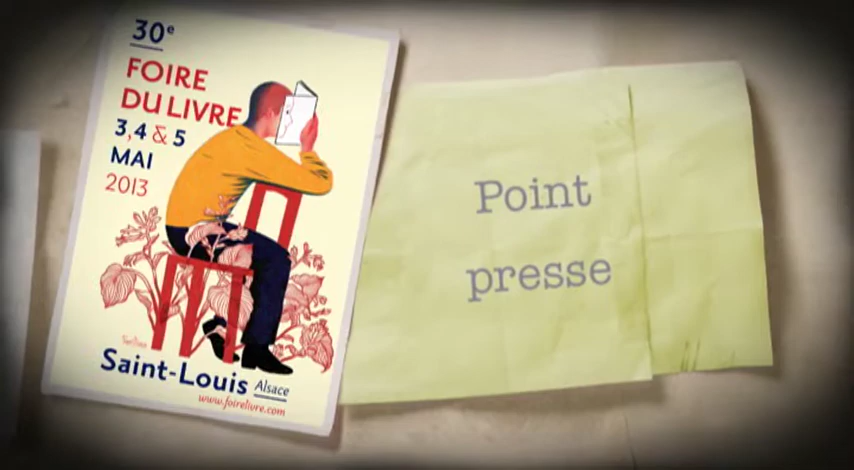 30e
FOIRE
DU LIVRE
3, 4 & 5
MAI
2013
Saint-Louis Alsace
www.foirelivre.com
Point
presse